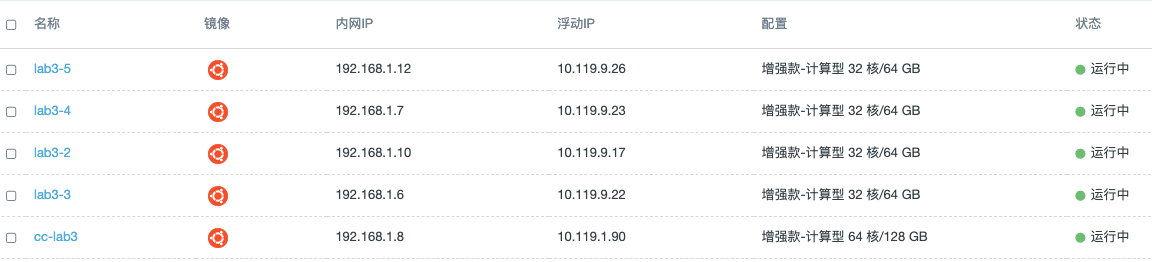 名称 镜像 内网IP 浮动IP 配置 状态
lab3-5 192.168.1.12 10.119.9.26 增强款-计算型 32 核/64 GB 运行中
lab3-4 192.168.1.7 10.119.9.23 增强款-计算型 32 核/64 GB 运行中
lab3-2 192.168.1.10 10.119.9.17 增强款-计算型 32 核/64 GB 运行中
lab3-3 192.168.1.6 10.119.9.22 增强款-计算型 32 核/64 GB 运行中
cc-lab3 192.168.1.8 10.119.1.90 增强款-计算型 64 核/128 GB 运行中